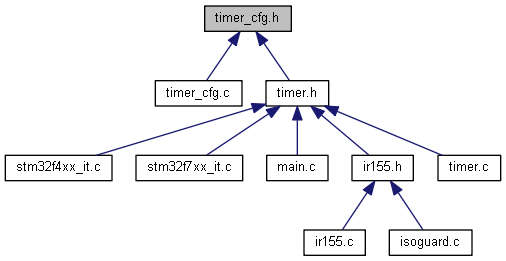 timer_cfg.h
timer_cfg.c
timer.h
stm32f4xx_it.c
stm32f7xx_it.c
main.c
ir155.h
timer.c
ir155.c
isoguard.c